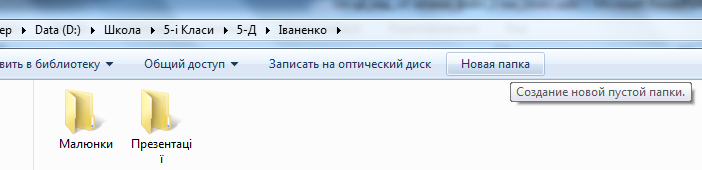 ер ▸ Data (D:) ▸ Школа ▸ 5-і Класи ▸ 5-Д ▸ Іваненко ▸
вить в библиотеку ▾ Общий доступ ▾ Записать на оптический диск Новая папка
Создание новой пустой папки.
Малюнки Презентаці
ї